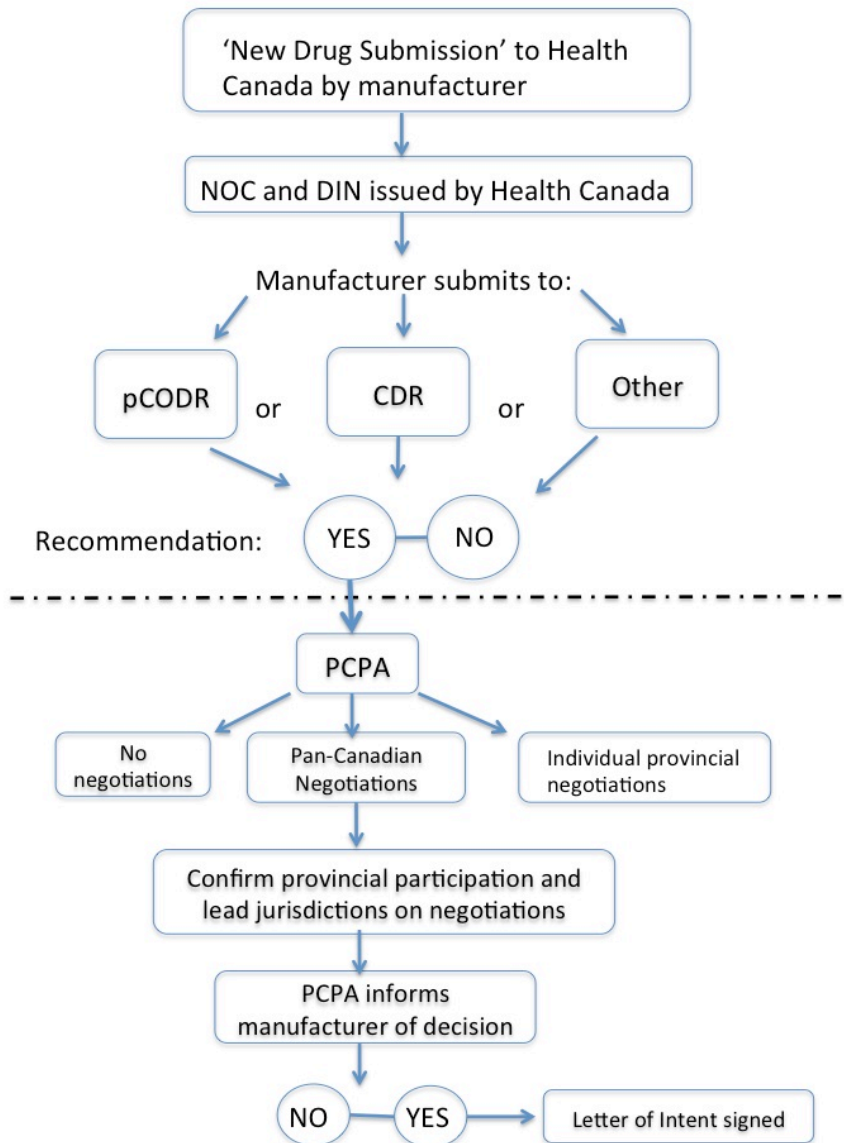 ‘New Drug Submission’ to Health
Canada by manufacturer
NOC and DIN issued by Health Canada
Manufacturer submits to:
pCODR
or
CDR
or
Other
Recommendation:
YES
NO
PCPA
No
negotiations
Pan-Canadian
Negotiations
Individual provincial
negotiations
Confirm provincial participation and
lead jurisdictions on negotiations
PCPA informs
manufacturer of decision
NO
YES
Letter of Intent signed